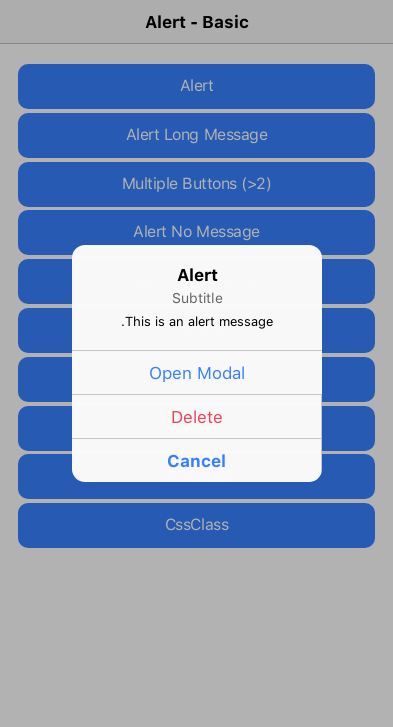 Alert - Basic
Alert
Alert Long Message
Multiple Buttons (>2)
Alert No Message
Alert
Subtitle
.This is an alert message
Open Modal
Delete
Cancel
CssClass